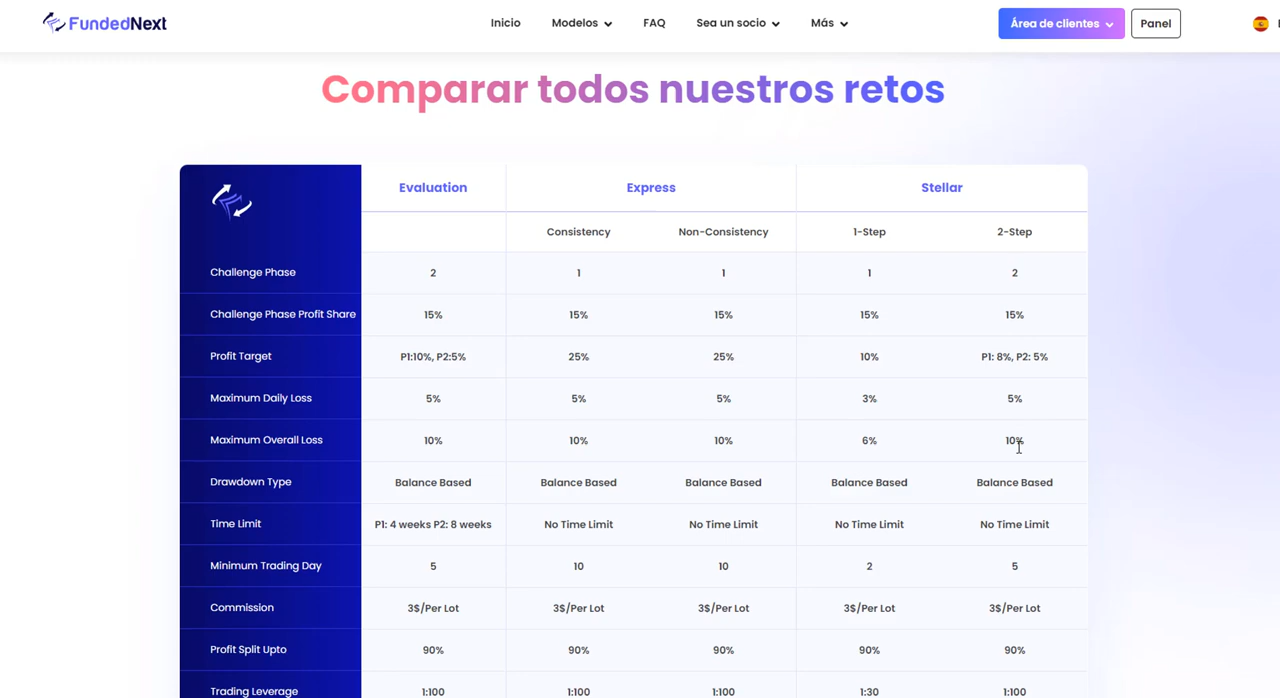 FundedNext Inicio Modelos FAQ Sea un socio Más Área de clientes Panel
Comparar todos nuestros retos
Evaluation Express Stellar
Consistency Non-Consistency 1-Step 2-Step
Challenge Phase 2 1 1 1 2
Challenge Phase Profit Share 15% 15% 15% 15% 15%
Profit Target P1:10%, P2:5% 25% 25% 10% P1: 8%, P2: 5%
Maximum Daily Loss 5% 5% 5% 3% 5%
Maximum Overall Loss 10% 10% 10% 6% 10%
Drawdown Type Balance Based Balance Based Balance Based Balance Based Balance Based
Time Limit P1: 4 weeks P2: 8 weeks No Time Limit No Time Limit No Time Limit No Time Limit
Minimum Trading Day 5 10 10 2 5
Commission 3$/Per Lot 3$/Per Lot 3$/Per Lot 3$/Per Lot 3$/Per Lot
Profit Split Upto 90% 90% 90% 90% 90%
Trading Leverage 1:100 1:100 1:100 1:30 1:100